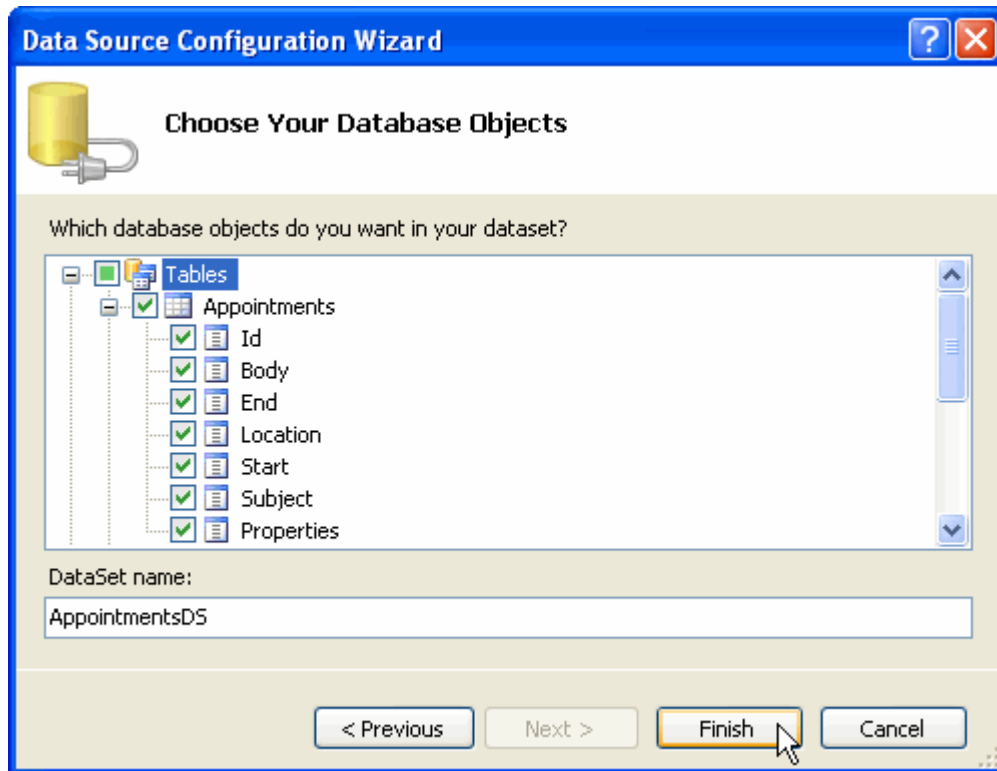 Data Source Configuration Wizard
?
Choose Your Database Objects
Which database objects do you want in your dataset?
Tables
Appointments
Id
Body
End
Location
Start
Subject
Properties
DataSet name:
AppointmentsDS
< Previous Next > Finish Cancel